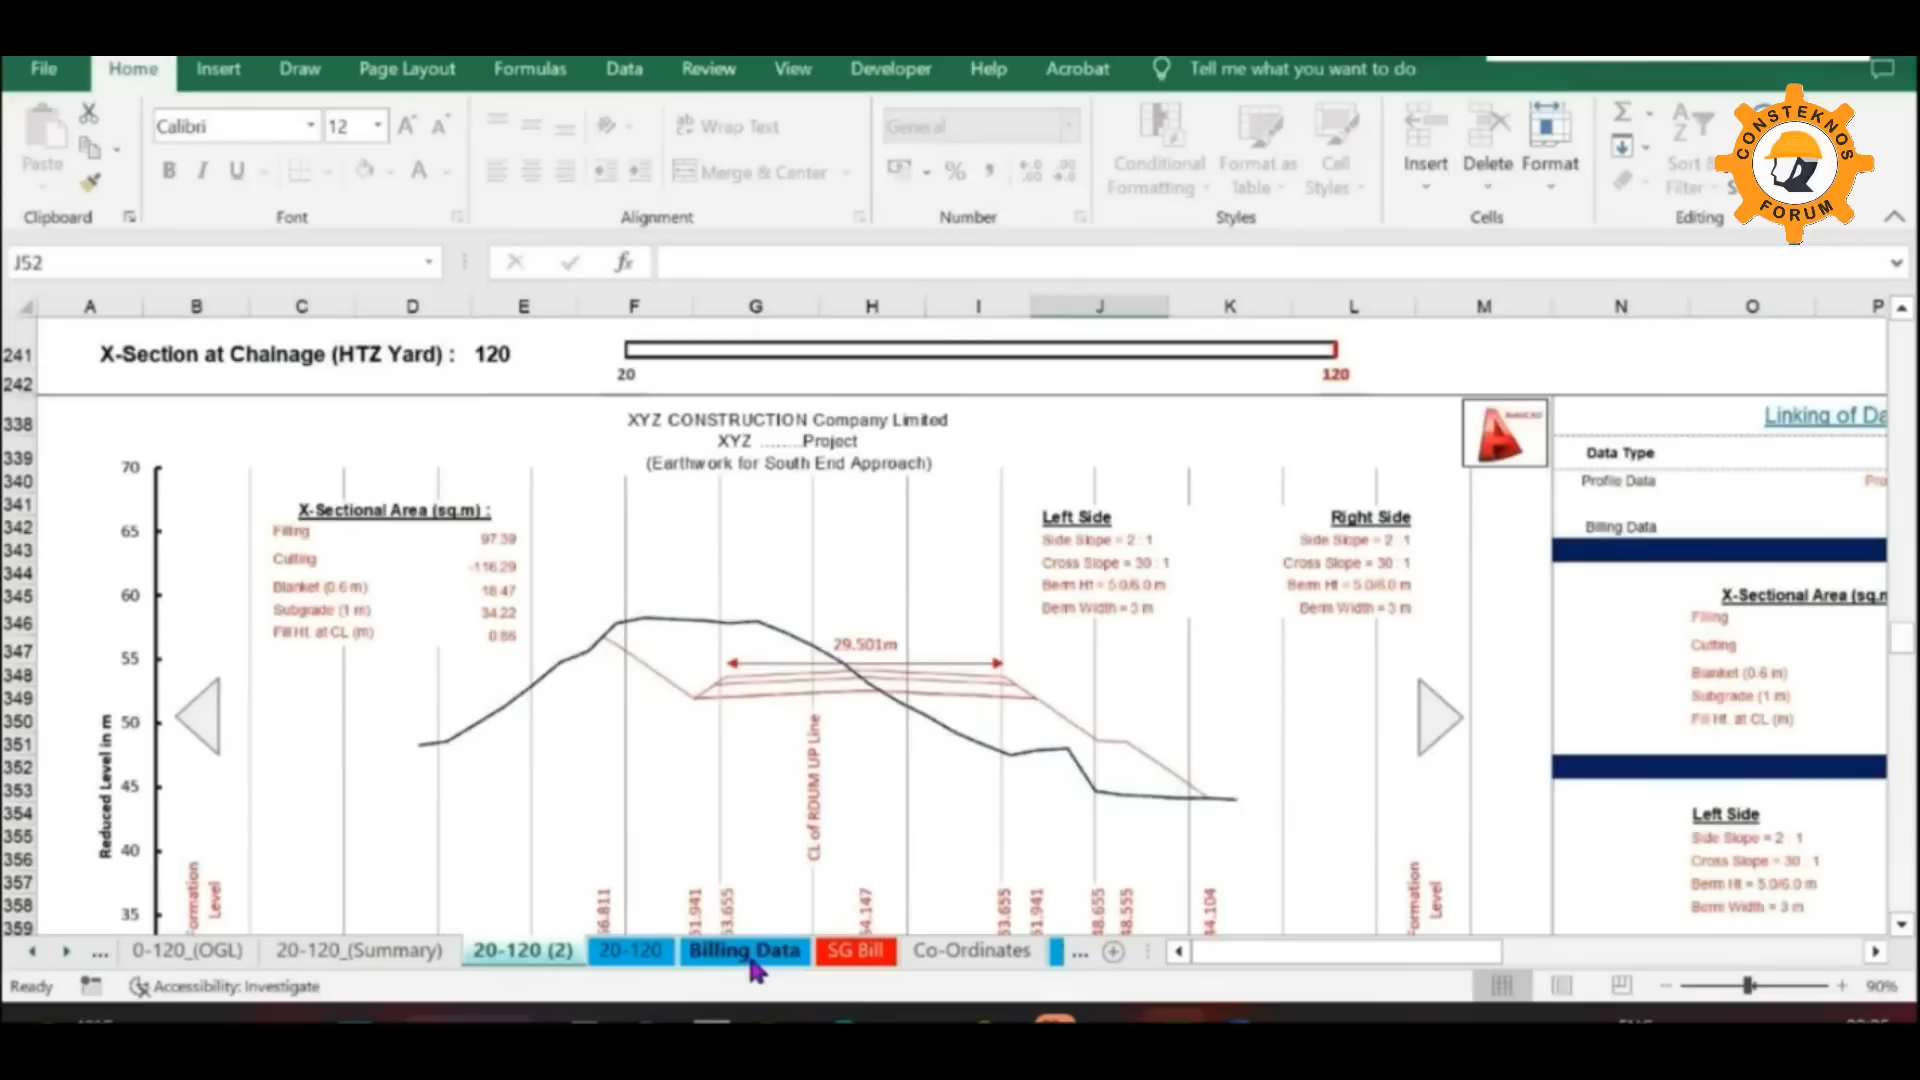 File Home Insert Draw Page Layout Formulas Data Review View Developer Help Acrobat Tell me what you want to do
CONSTEKNOS
FORUM
Paste
Calibri 12
B I U
Wrap Text
Merge & Center
General
Conditional
Formatting
Format as
Table
Cell
Styles
Insert Delete Format
Sort
Filter
Clipboard Font Alignment Number Styles Cells Editing
J52
fx
A B C D E F G H I J K L M N O P
241
242
338
339
340
341
342
343
344
345
346
347
348
349
350
351
352
353
354
355
356
357
358
359
X-Section at Chainage (HTZ Yard) : 120
20 120
XYZ CONSTRUCTION Company Limited
XYZ ........Project
(Earthwork for South End Approach)
70
65
60
55
50
45
40
35
Reduced Level in m
X-Sectional Area (sq.m) :
Filling 97.39
Cutting -116.29
Blanket (0.6 m) 18.47
Subgrade (1 m) 34.22
Fill Ht. at CL (m) 0.86
Left Side
Side Slope = 2 : 1
Cross Slope = 30 : 1
Berm Ht = 5.0/6.0 m
Berm Width = 3 m
Right Side
Side Slope = 2 : 1
Cross Slope = 30 : 1
Berm Ht = 5.0/6.0 m
Berm Width = 3 m
29.501m
CL of RDUM UP Line
Formation
Level
Formation
Level
Linking of Da
Data Type
Profile Data
Billing Data
X-Sectional Area (sq.m
Filling
Cutting
Blanket (0.6 m)
Subgrade (1 m)
Fill Ht. at CL (m)
Left Side
Side Slope = 2 : 1
Cross Slope = 30 : 1
Berm Ht = 5.0/6.0 m
Berm Width = 3 m
... 0-120_(OGL) 20-120_(Summary) 20-120 (2) 20-120 Billing Data SG Bill Co-Ordinates ...
Ready Accessibility: Investigate 90%